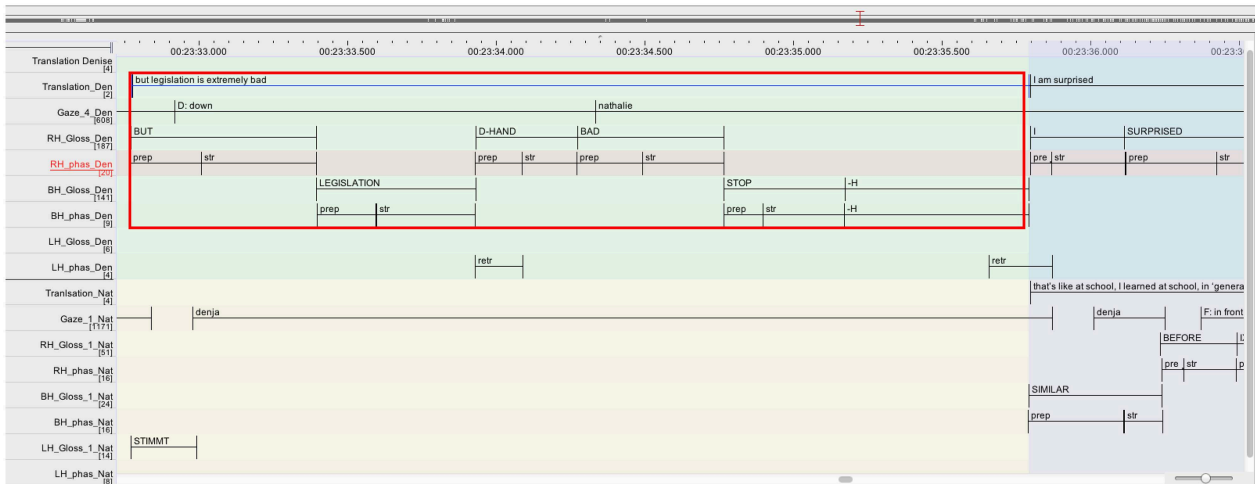 00:23:33.000 00:23:33.500 00:23:34.000 00:23:34.500 00:23:35.000 00:23:35.500 00:23:36.000 00:23:3
Translation Denise
[4]
Translation_Den but legislation is extremely bad I am surprised
[2]
Gaze_4_Den D: down nathalie
[608]
RH_Gloss_Den BUT D-HAND BAD I SURPRISED
[187]
RH_phas_Den prep str prep str prep str pre str prep str
[20]
BH_Gloss_Den LEGISLATION STOP -H
[141]
BH_phas_Den prep str prep str -H
[9]
LH_Gloss_Den
[6]
LH_phas_Den retr retr
[4]
Tranlsation_Nat that's like at school, I learned at school, in 'genera
[4]
Gaze_1_Nat denja denja F: in front
[1171]
RH_Gloss_1_Nat BEFORE
[51]
RH_phas_Nat pre str p
[16]
BH_Gloss_1_Nat SIMILAR
[24]
BH_phas_Nat prep str
[16]
LH_Gloss_1_Nat STIMMT
[14]
LH_phas_Nat
[8]